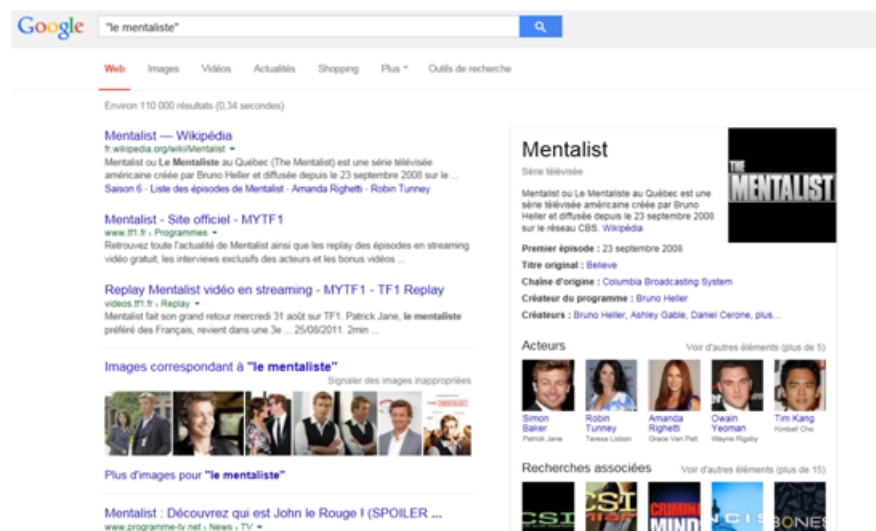 Google
"le mentaliste"
Web Images Vidéos Actualités Shopping Plus Outils de recherche
Environ 110 000 résultats (0,34 secondes)
Mentalist — Wikipédia
fr.wikipedia.org/wiki/Mentalist
Mentalist ou Le Mentaliste au Québec (The Mentalist) est une série télévisée
américaine créée par Bruno Heller et diffusée depuis le 23 septembre 2008 sur le ...
Saison 6 - Liste des épisodes de Mentalist - Amanda Righetti - Robin Tunney
Mentalist - Site officiel - MYTF1
www.tf1.fr › Programmes
Retrouvez toute l'actualité de Mentalist ainsi que les replay des épisodes en streaming
vidéo gratuit, les interviews exclusifs des acteurs et les bonus vidéos ...
Replay Mentalist vidéo en streaming - MYTF1 - TF1 Replay
videos.tf1.fr › Replay
Mentalist fait son grand retour mercredi 31 août sur TF1. Patrick Jane, le mentaliste
préféré des Français, revient dans une 3e ... 25/08/2011. 2min ...
Images correspondant à "le mentaliste"
Signaler des images inappropriées
Plus d'images pour "le mentaliste"
Mentalist : Découvrez qui est John le Rouge ! (SPOILER ...
www.programme-tv.net › News › TV
Mentalist
Série télévisée
THE
MENTALIST
Mentalist ou Le Mentaliste au Québec est une
série télévisée américaine créée par Bruno
Heller et diffusée depuis le 23 septembre 2008
sur le réseau CBS. Wikipédia
Premier épisode : 23 septembre 2008
Titre original : Believe
Chaîne d'origine : Columbia Broadcasting System
Créateur du programme : Bruno Heller
Créateurs : Bruno Heller, Ashley Gable, Daniel Cerone, plus...
Acteurs Voir d'autres éléments (plus de 5)
Simon Robin Amanda Owain Tim Kang
Baker Tunney Righetti Yeoman Kimball Cho
Patrick Jane Teresa Lisbon Grace Van Pelt Wayne Rigsby
Recherches associées Voir d'autres éléments (plus de 15)
CSI CSI CRIMINAL NCIS BONES
MINDS